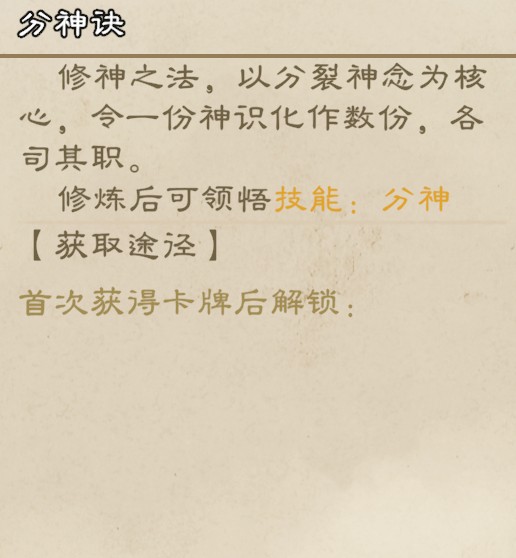 分神诀
修神之法，以分裂神念为核
心，令一份神识化作数份，各
司其职。
修炼后可领悟技能：分神
【获取途径】
首次获得卡牌后解锁：